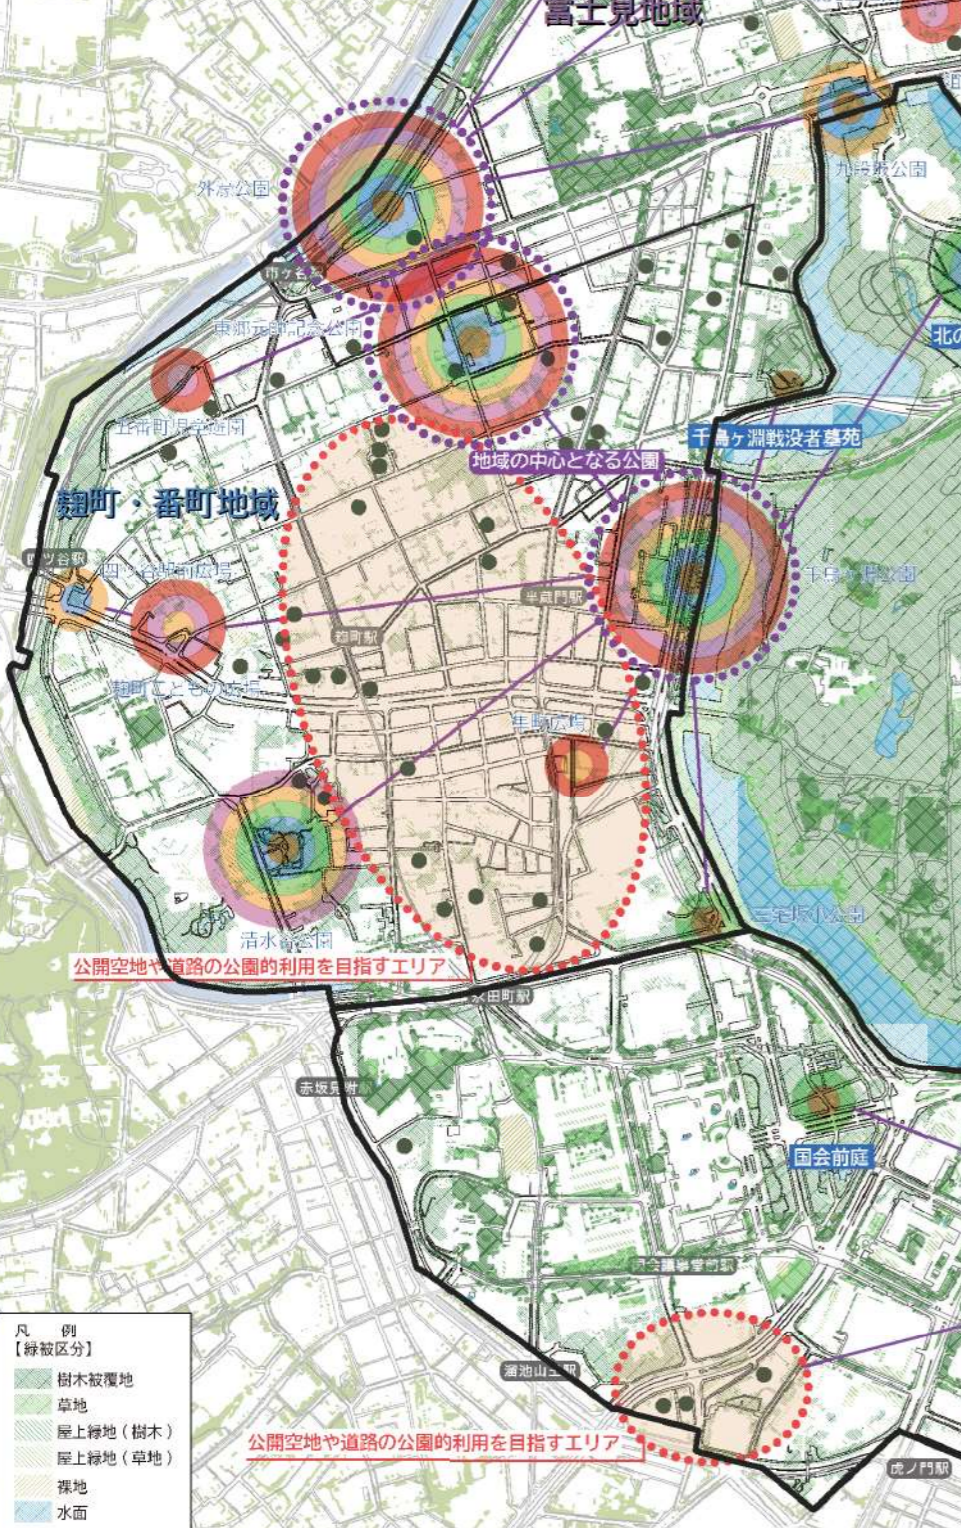 富士見地域
九段坂公園
外濠公園
市ヶ谷駅
東郷元帥記念公園
北の
五番町児童遊園
千鳥ヶ淵戦没者墓苑
地域の中心となる公園
麹町・番町地域
四ツ谷駅
四ツ谷駅前広場
千鳥ヶ淵公園
半蔵門駅
麹町駅
麹町こどもの広場
三宅坂小公園
清水谷公園
公開空地や道路の公園的利用を目指すエリア
永田町駅
赤坂見附駅
国会前庭
国会議事堂前駅
溜池山王駅
公開空地や道路の公園的利用を目指すエリア
虎ノ門駅
凡 例
【緑被区分】
樹木被覆地
草地
屋上緑地（樹木）
屋上緑地（草地）
裸地
水面